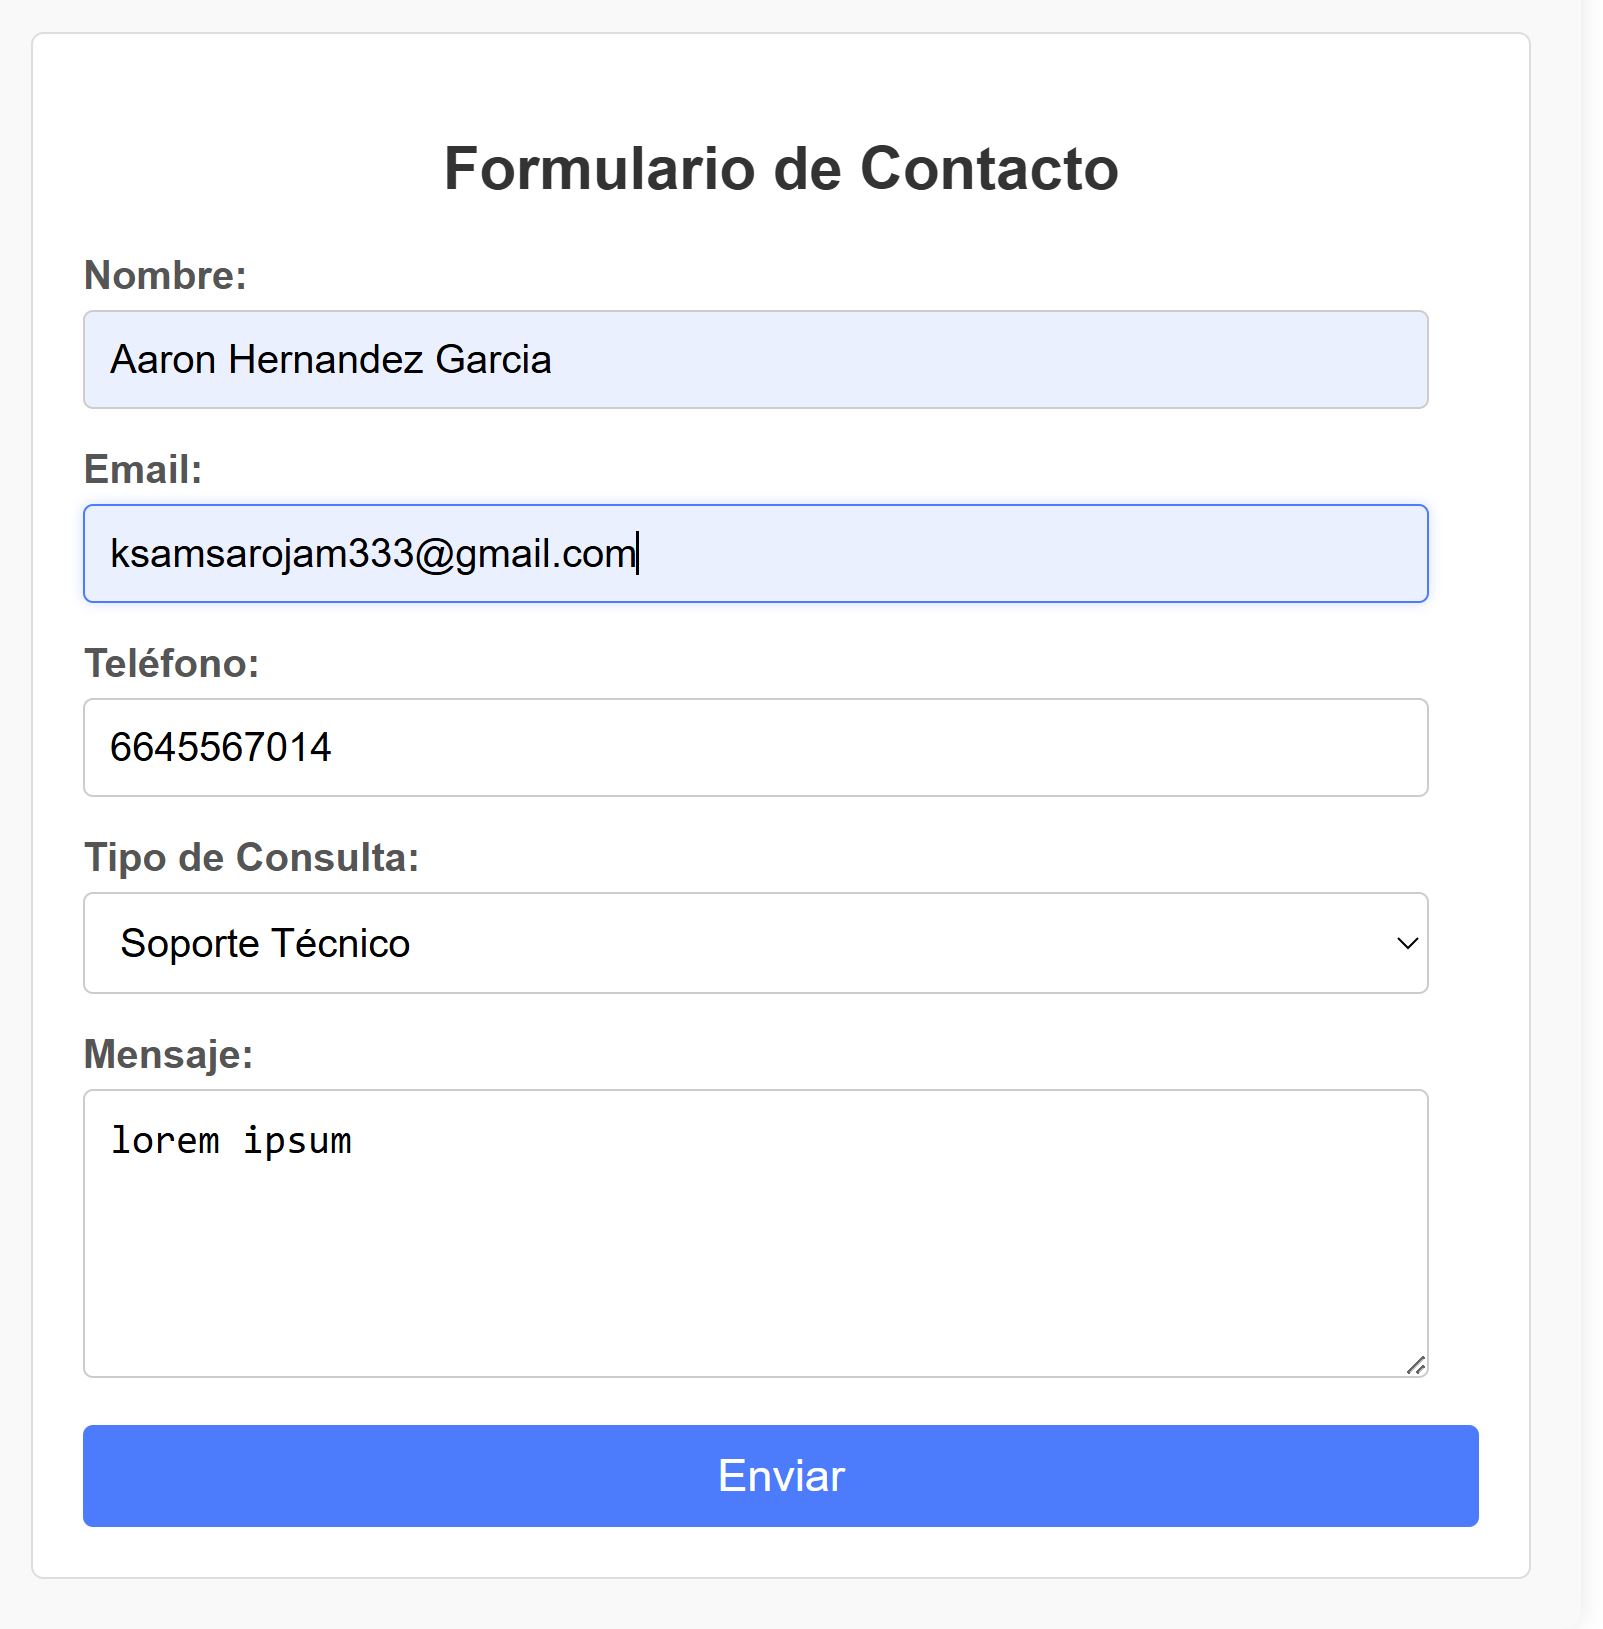 Formulario de Contacto
Nombre:
Aaron Hernandez Garcia
Email:
ksamsarojam333@gmail.com
Teléfono:
6645567014
Tipo de Consulta:
Soporte Técnico
Mensaje:
lorem ipsum
Enviar